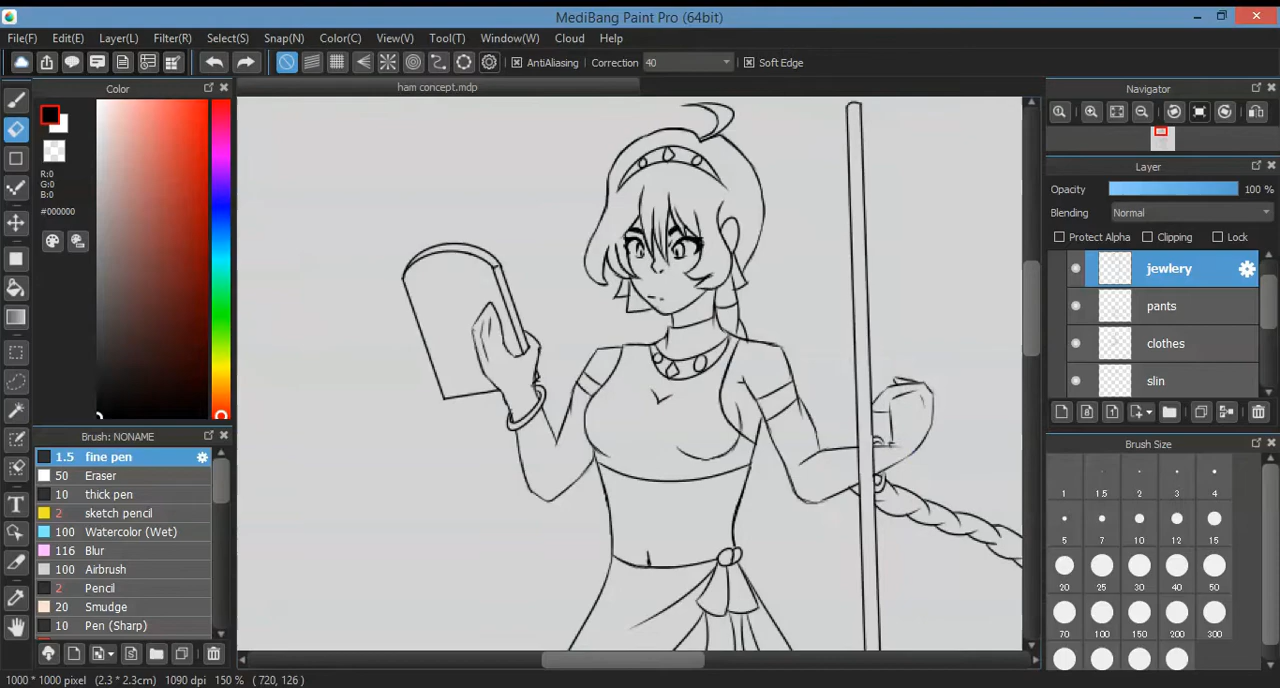 MediBang Paint Pro (64bit)
File(F) Edit(E) Layer(L) Filter(R) Select(S) Snap(N) Color(C) View(V) Tool(T) Window(W) Cloud Help
AntiAliasing Correction 40 Soft Edge
Color
R:0
G:0
B:0
#000000
Brush: NONAME
1.5 fine pen
50 Eraser
10 thick pen
2 sketch pencil
100 Watercolor (Wet)
116 Blur
100 Airbrush
2 Pencil
20 Smudge
10 Pen (Sharp)
ham concept.mdp
Navigator
Layer
Opacity 100 %
Blending Normal
Protect Alpha Clipping Lock
jewlery
pants
clothes
slin
Brush Size
1 1.5 2 3 4
5 7 10 12 15
20 25 30 40 50
70 100 150 200 300
1000 * 1000 pixel (2.3 * 2.3cm) 1090 dpi 150 % ( 720, 126 )